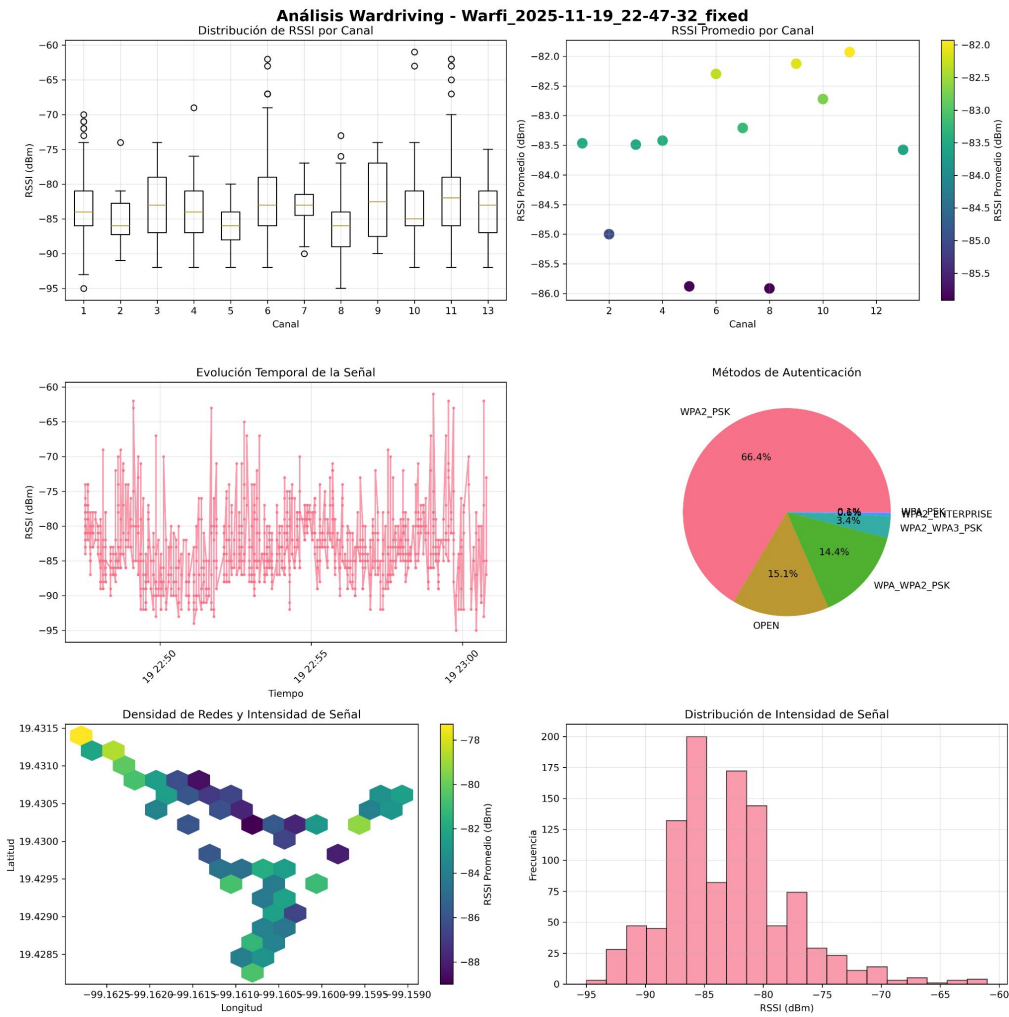 Análisis Wardriving - Warfi_2025-11-19_22-47-32_fixed
Distribución de RSSI por Canal
−60
−65
−70
−75
−80
−85
−90
−95
RSSI (dBm)
1 2 3 4 5 6 7 8 9 10 11 13
Canal
RSSI Promedio por Canal
−82.0
−82.5
−83.0
−83.5
−84.0
−84.5
−85.0
−85.5
−86.0
RSSI Promedio (dBm)
2 4 6 8 10 12
Canal
−82.0
−82.5
−83.0
−83.5
−84.0
−84.5
−85.0
−85.5
RSSI Promedio (dBm)
Evolución Temporal de la Señal
−60
−65
−70
−75
−80
−85
−90
−95
RSSI (dBm)
19 22:50 19 22:55 19 23:00
Tiempo
Métodos de Autenticación
WPA2_PSK
66.4%
WPA_PSK
WPA2_ENTERPRISE
3.4%
WPA2_WPA3_PSK
14.4%
WPA_WPA2_PSK
15.1%
OPEN
Densidad de Redes y Intensidad de Señal
19.4315
19.4310
19.4305
19.4300
19.4295
19.4290
19.4285
Latitud
−99.1625 −99.1620 −99.1615 −99.1610 −99.1605 −99.1600 −99.1595 −99.1590
Longitud
−78
−80
−82
−84
−86
−88
RSSI Promedio (dBm)
Distribución de Intensidad de Señal
200
175
150
125
100
75
50
25
0
Frecuencia
−95 −90 −85 −80 −75 −70 −65 −60
RSSI (dBm)